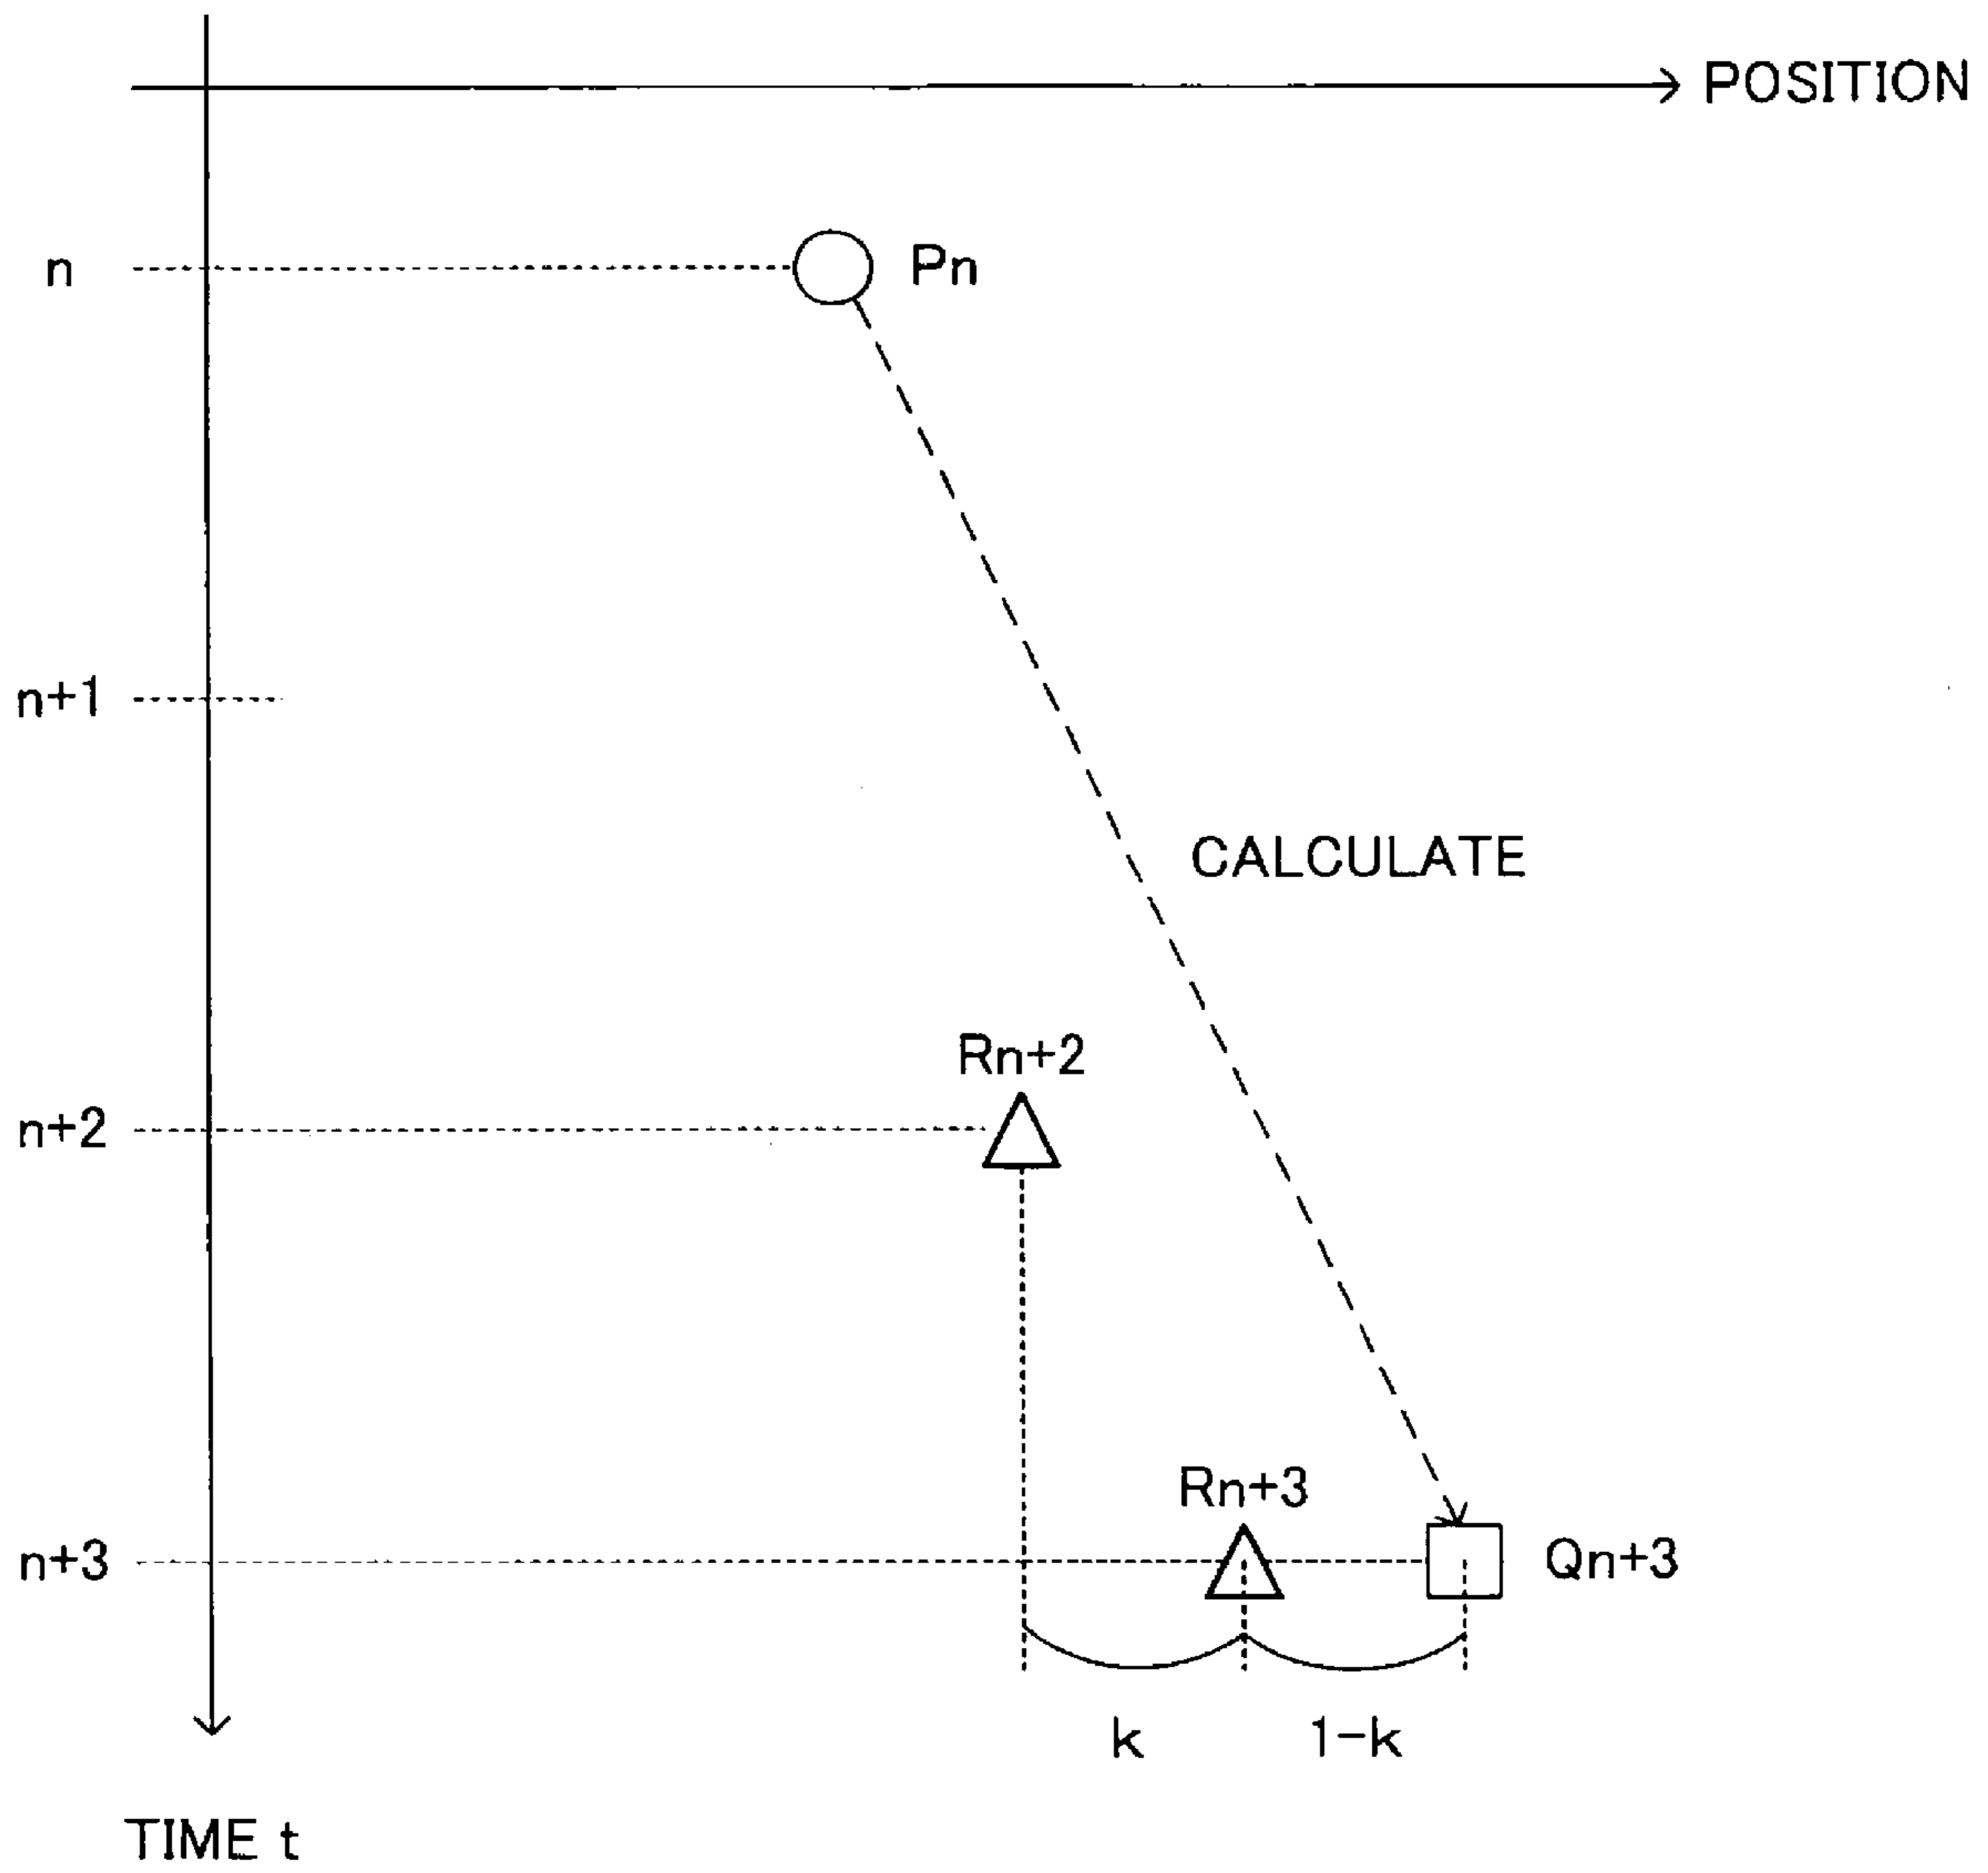 POSITION
n
Pn
n+1
CALCULATE
Rn+2
n+2
Rn+3
n+3
Qn+3
k
1-k
TIME t